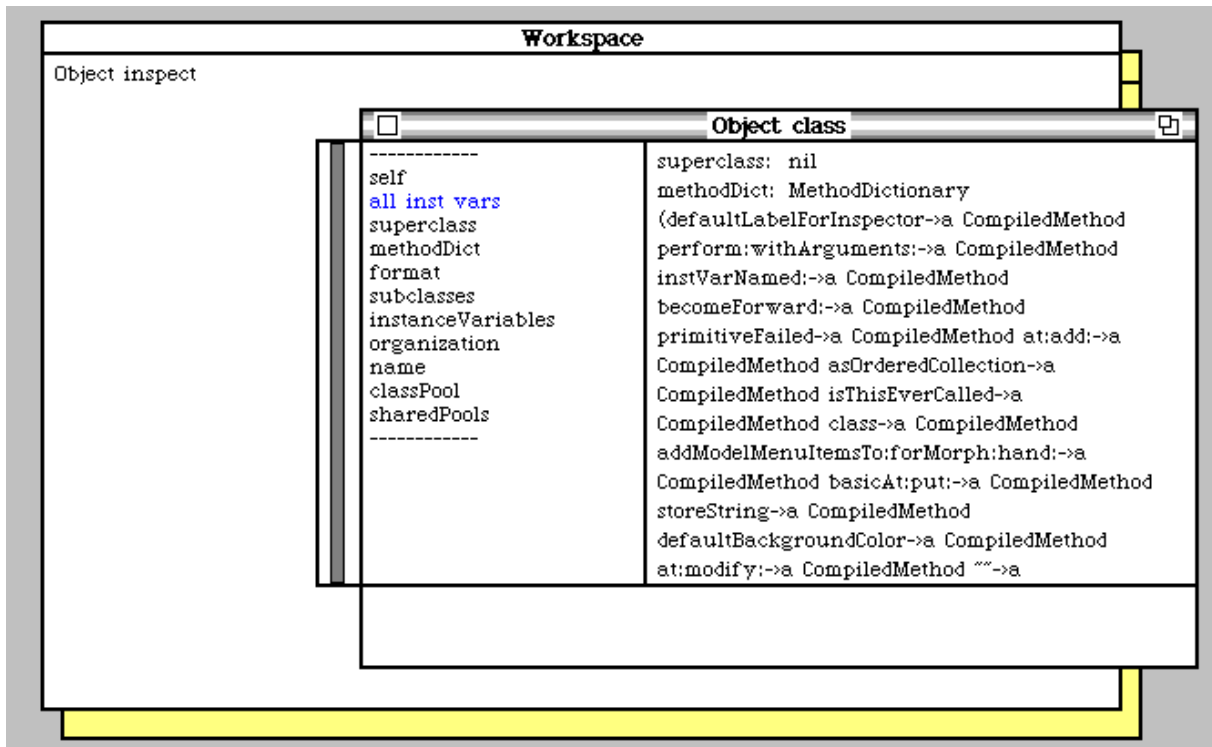 Workspace
Object inspect
Object class
------------
self
all inst vars
superclass
methodDict
format
subclasses
instanceVariables
organization
name
classPool
sharedPools
------------
superclass: nil
methodDict: MethodDictionary
(defaultLabelForInspector->a CompiledMethod
perform:withArguments:->a CompiledMethod
instVarNamed:->a CompiledMethod
becomeForward:->a CompiledMethod
primitiveFailed->a CompiledMethod at:add:->a
CompiledMethod asOrderedCollection->a
CompiledMethod isThisEverCalled->a
CompiledMethod class->a CompiledMethod
addModelMenuItemsTo:forMorph:hand:->a
CompiledMethod basicAt:put:->a CompiledMethod
storeString->a CompiledMethod
defaultBackgroundColor->a CompiledMethod
at:modify:->a CompiledMethod ~~->a